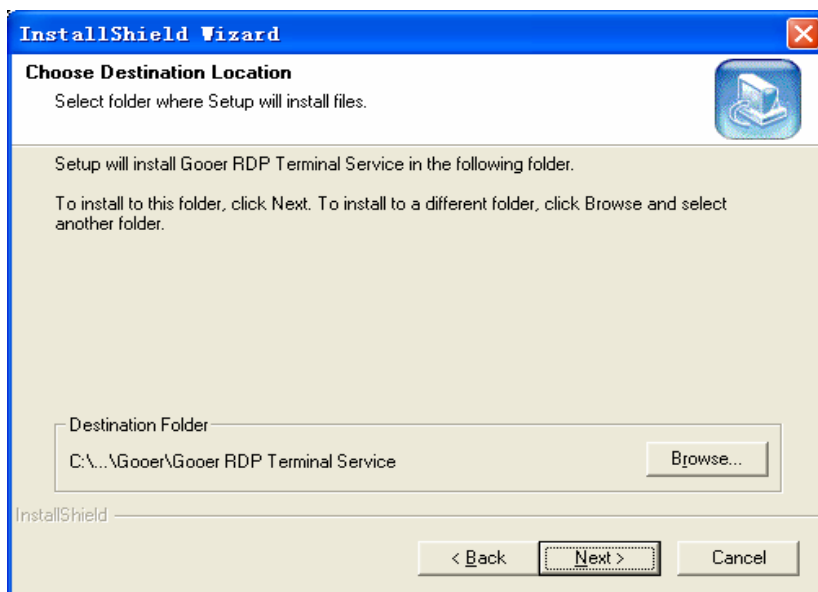 InstallShield Wizard
Choose Destination Location
Select folder where Setup will install files.
Setup will install Gooer RDP Terminal Service in the following folder.
To install to this folder, click Next. To install to a different folder, click Browse and select
another folder.
Destination Folder
C:\...\Gooer\Gooer RDP Terminal Service
Browse...
InstallShield
< Back
Next >
Cancel